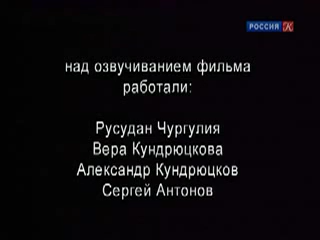 РОССИЯ К
над озвучиванием фильма
работали:
Русудан Чургулия
Вера Кундрюцкова
Александр Кундрюцков
Сергей Антонов